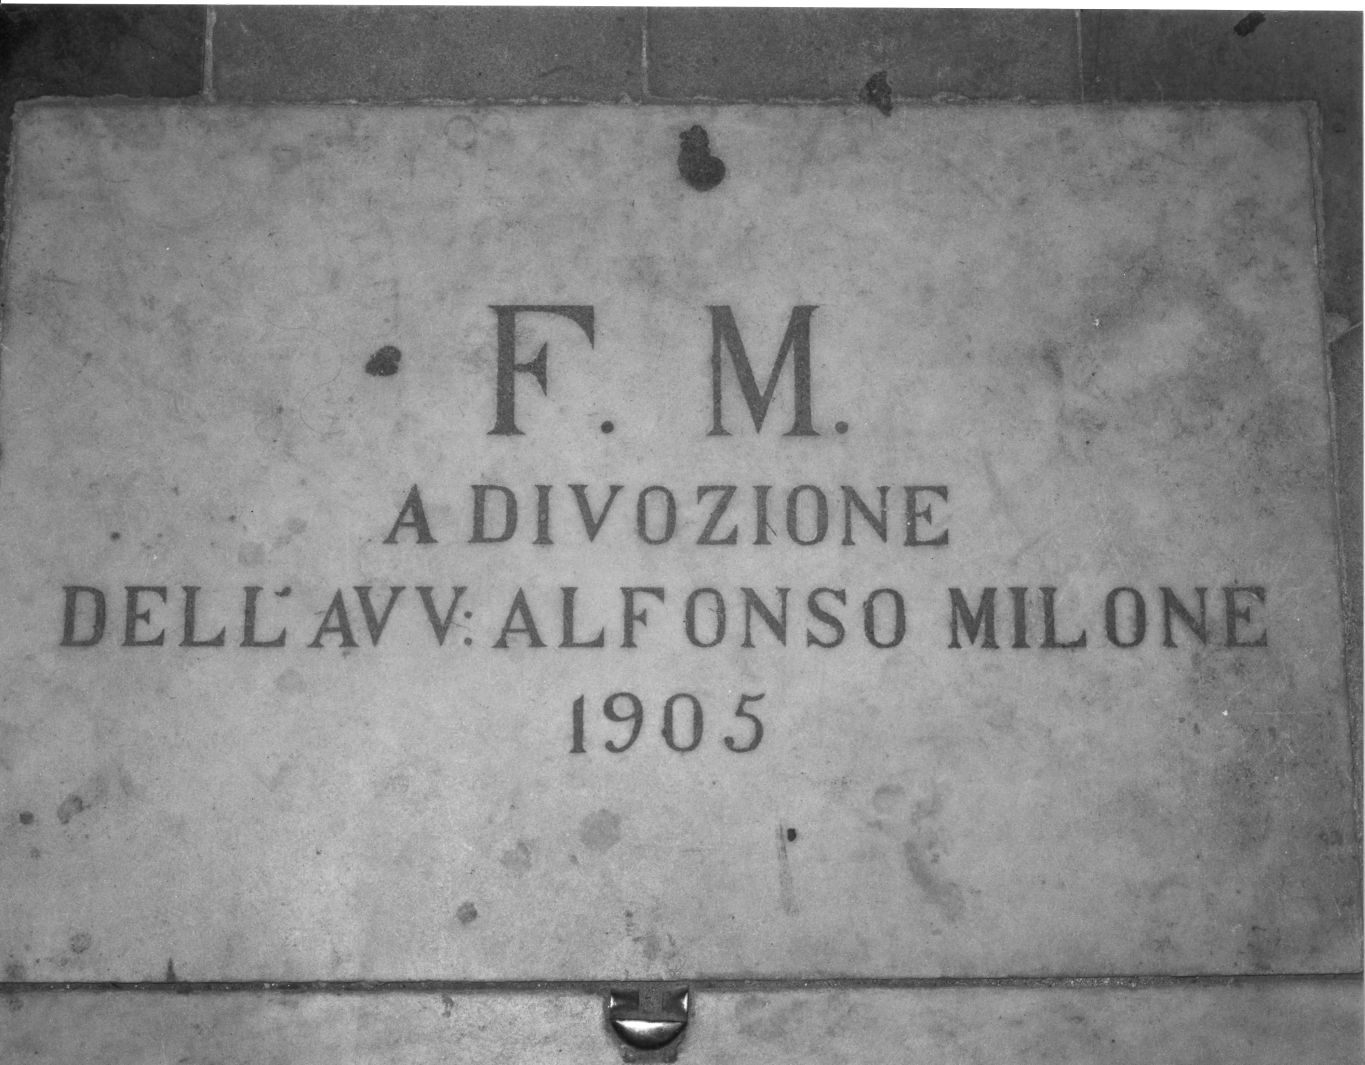 F. M.
A DIVOZIONE
DELL'AVV: ALFONSO MILONE
1905